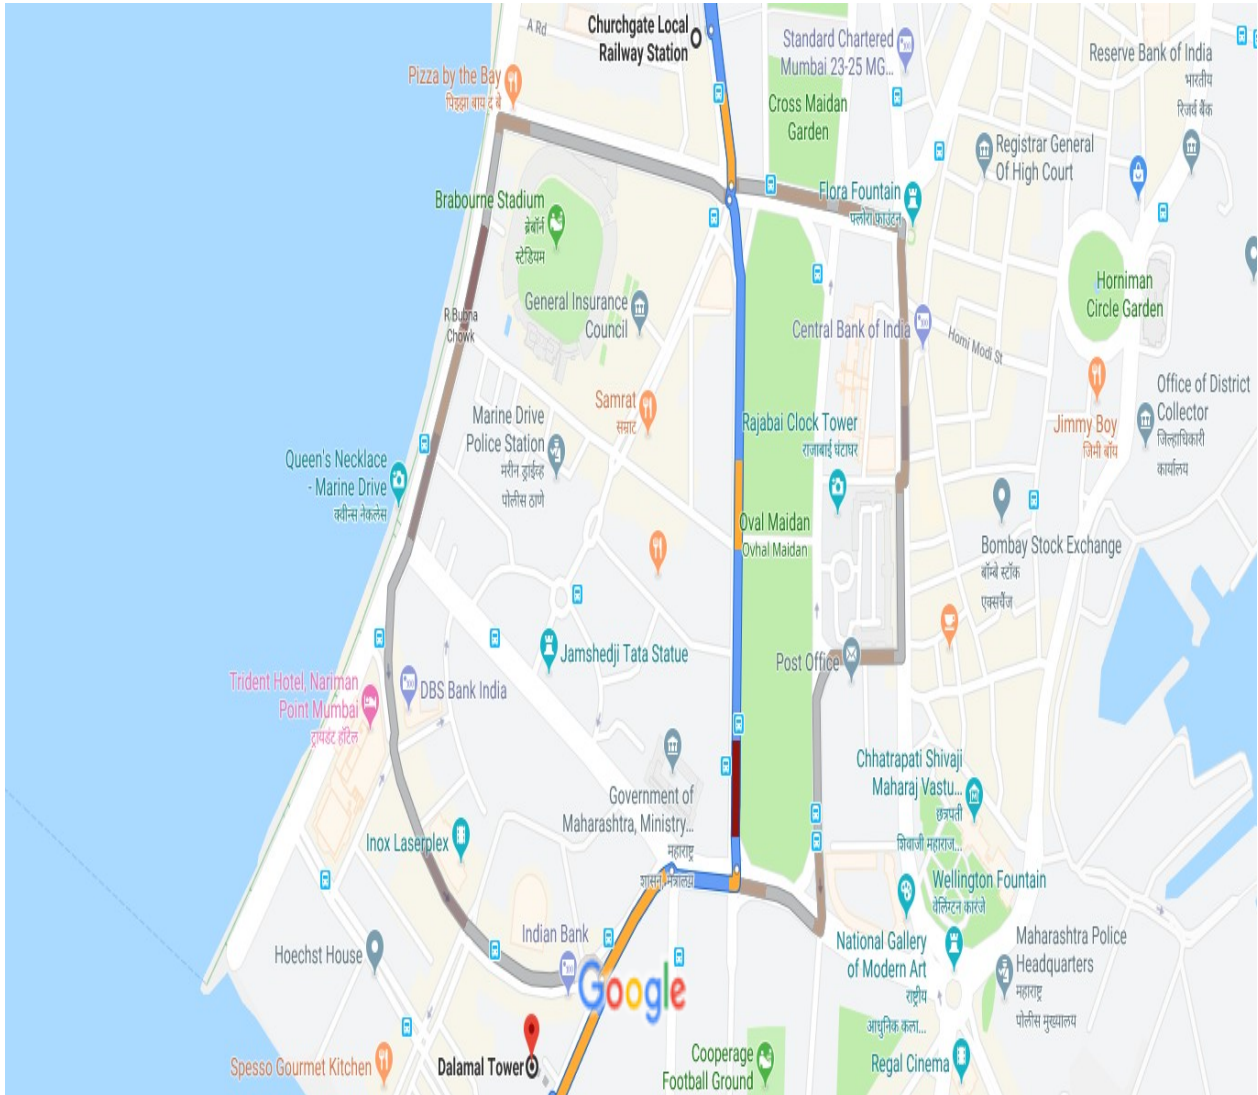 Churchgate Local
Railway Station
A Rd
Standard Chartered
Mumbai 23-25 MG...
Reserve Bank of India
भारतीय
रिजर्व बैंक
Pizza by the Bay
पिझ्झा बाय द बे
Cross Maidan
Garden
Registrar General
Of High Court
Flora Fountain
फ्लोरा फाउंटन
Brabourne Stadium
ब्रेबॉर्न
स्टेडियम
Horniman
Circle Garden
General Insurance
Council
R Bubna
Chowk
Central Bank of India
Homi Modi St
Office of District
Collector
जिल्हाधिकारी
कार्यालय
Samrat
सम्राट
Jimmy Boy
जिमी बॉय
Marine Drive
Police Station
मरीन ड्राईव्ह
पोलीस ठाणे
Rajabai Clock Tower
राजाबाई घंटाघर
Queen's Necklace
- Marine Drive
क्वीन्स नेकलेस
Oval Maidan
Ovhal Maidan
Bombay Stock Exchange
बॉम्बे स्टॉक
एक्सचेंज
Jamshedji Tata Statue
Post Office
Trident Hotel, Nariman
Point Mumbai
ट्रायडंट हॉटेल
DBS Bank India
Chhatrapati Shivaji
Maharaj Vastu...
छत्रपती
शिवाजी महाराज...
Government of
Maharashtra, Ministry...
महाराष्ट्र
शासन, मंत्रालय
Inox Laserplex
Wellington Fountain
वेलिंग्टन कारंजे
Indian Bank
Hoechst House
National Gallery
of Modern Art
राष्ट्रीय
आधुनिक कला...
Maharashtra Police
Headquarters
महाराष्ट्र
पोलीस मुख्यालय
Google
Spesso Gourmet Kitchen
Dalamal Tower
Cooperage
Football Ground
Regal Cinema